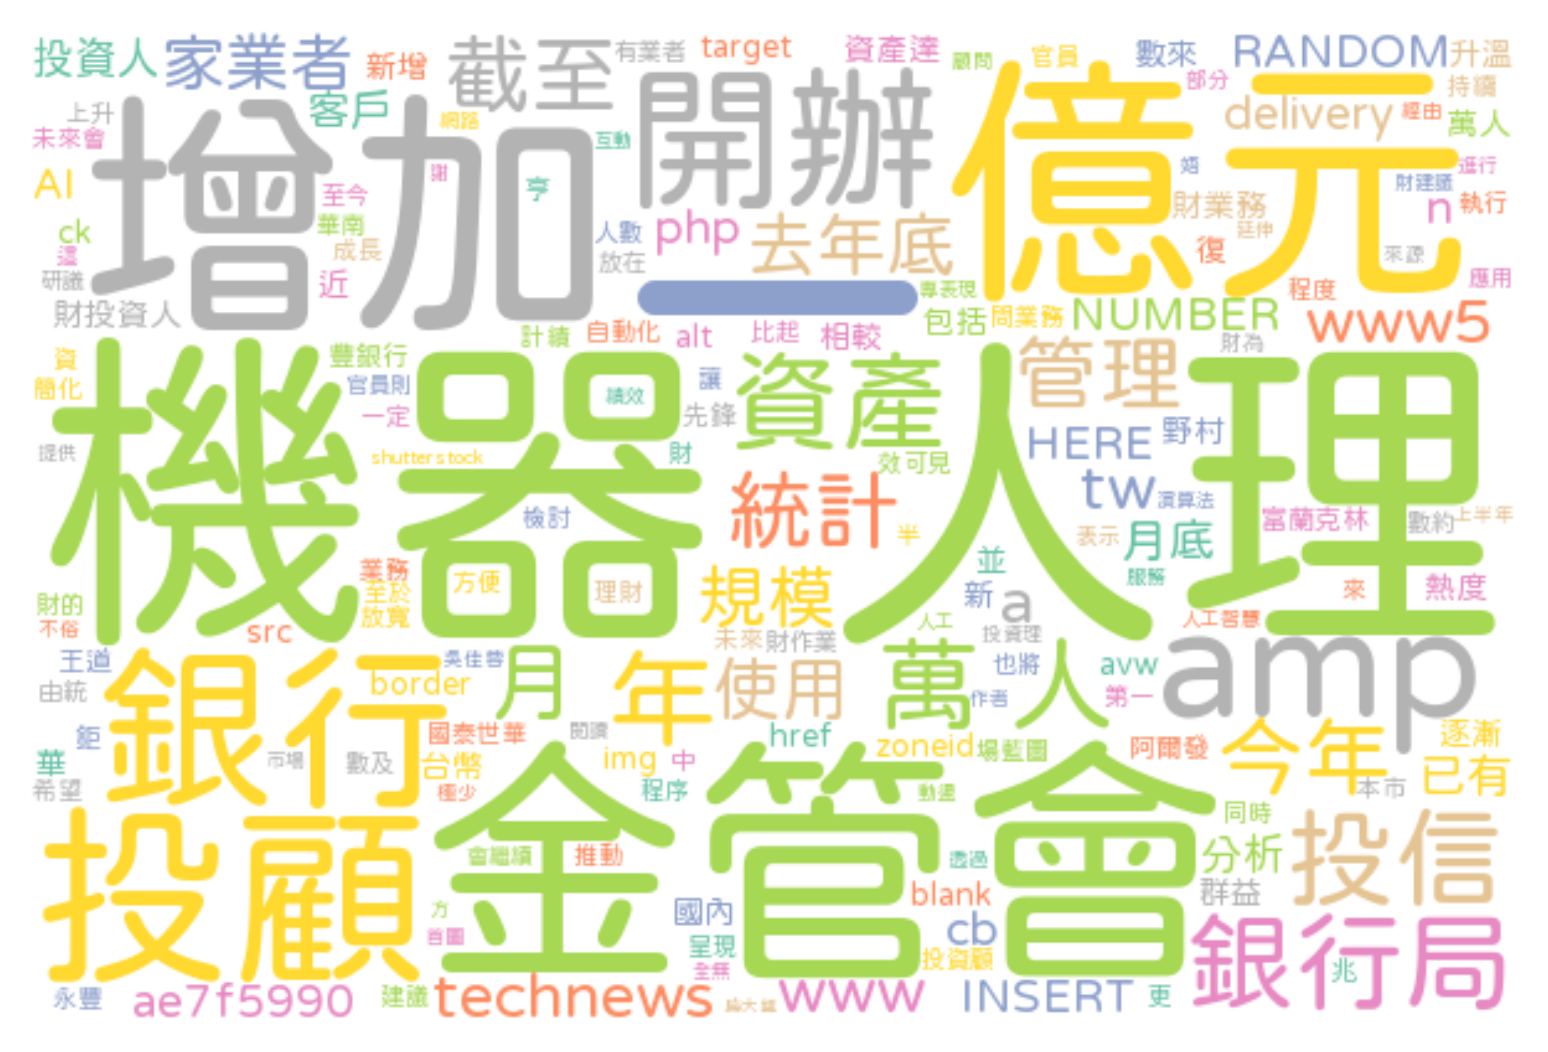 投資人
家業者
新增
截至
有業者
target
資產達
顧問
官員
數來
RANDOM
升溫
上升
客戶
網路
開辦
億元
部分
delivery
經由
持續
萬人
未來會
增加
互動
AI
至今
謝
亨
財建議
進行
ck
華南
人數
php
去年底
財業務
n
執行
這
成長
放在
復
延伸
來源
研議
近
專表現
程度
應用
財投資人
計績
自動化
alt
比起
相較
包括
問業務
NUMBER
www5
資
豐銀行
資產
管理
財為
簡化
官員則
績效
讓
一定
先鋒
HERE
野村
提供
機器人理
shutterstock
財
效可見
tw
演算法
檢討
統計
半
表示
月底
富蘭克林
數約
上半年
業務
方便
理財
規模
並
服務
財的
至於
新
a
來
熱度
不俗
放寬
src
人工
投資理
人工智慧
未來
財作業
王道
銀行
吳佳蓉
月
年
使用
萬人
也將
avw
amp
由統
border
作者
第一
鉅
國泰世華
閱讀
href
zoneid
場藍圖
阿爾發
今年
逐漸
華
市場
數及
台幣
img
中
已有
希望
極少
程序
動盪
本市
投顧
金管會
同時
投信
會繼續
推動
透過
分析
blank
群益
方
國內
cb
銀行局
首圖
呈現
投資顧
全無
兆
永豐
ae7f5990
建議
technews
www
INSERT
更